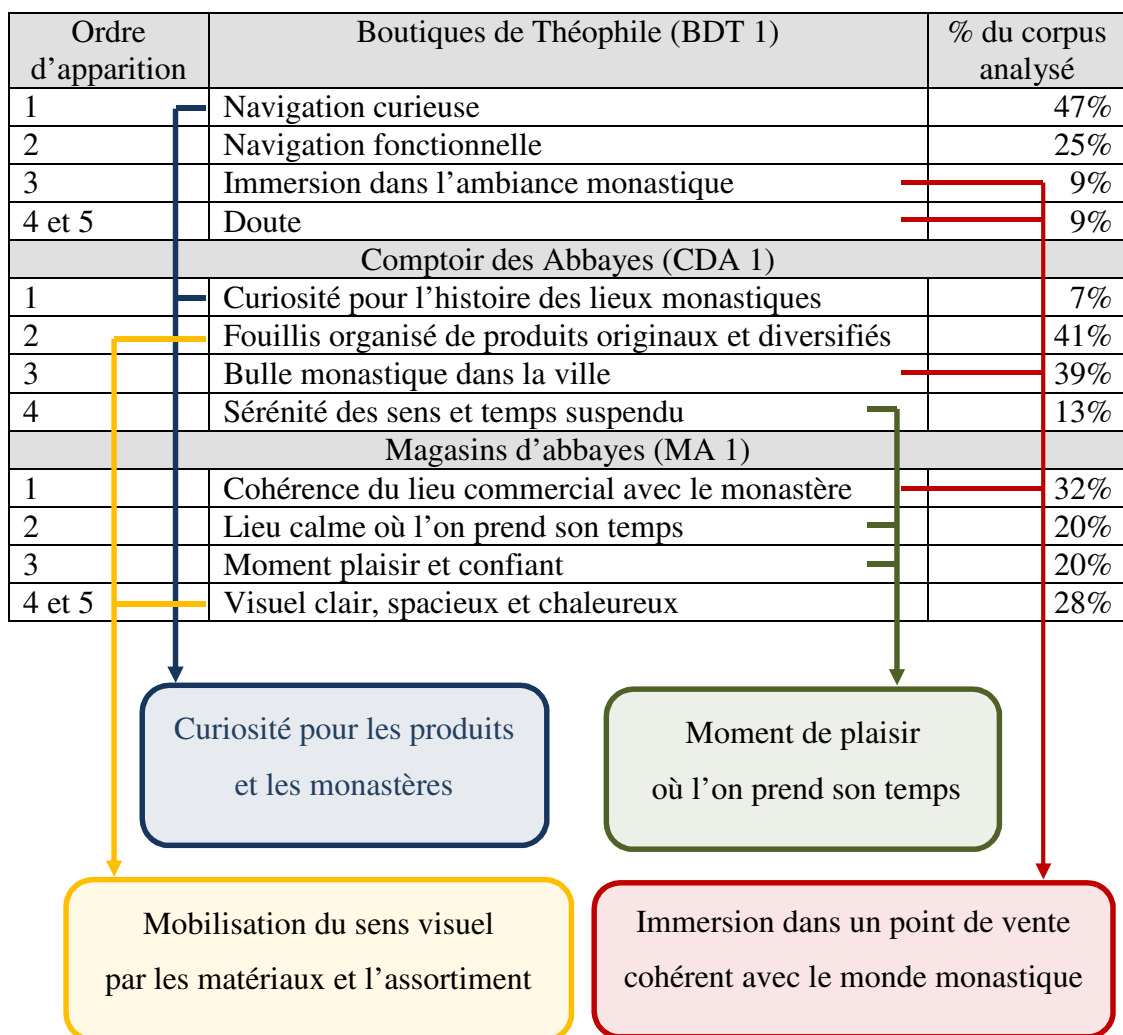 Ordre d’apparition | Boutiques de Théophile (BDT 1) | % du corpus analysé
1 | Navigation curieuse | 47%
2 | Navigation fonctionnelle | 25%
3 | Immersion dans l’ambiance monastique | 9%
4 et 5 | Doute | 9%
Comptoir des Abbayes (CDA 1)
1 | Curiosité pour l’histoire des lieux monastiques | 7%
2 | Fouillis organisé de produits originaux et diversifiés | 41%
3 | Bulle monastique dans la ville | 39%
4 | Sérénité des sens et temps suspendu | 13%
Magasins d’abbayes (MA 1)
1 | Cohérence du lieu commercial avec le monastère | 32%
2 | Lieu calme où l’on prend son temps | 20%
3 | Moment plaisir et confiant | 20%
4 et 5 | Visuel clair, spacieux et chaleureux | 28%
Curiosité pour les produits
et les monastères
Moment de plaisir
où l’on prend son temps
Mobilisation du sens visuel
par les matériaux et l’assortiment
Immersion dans un point de vente
cohérent avec le monde monastique